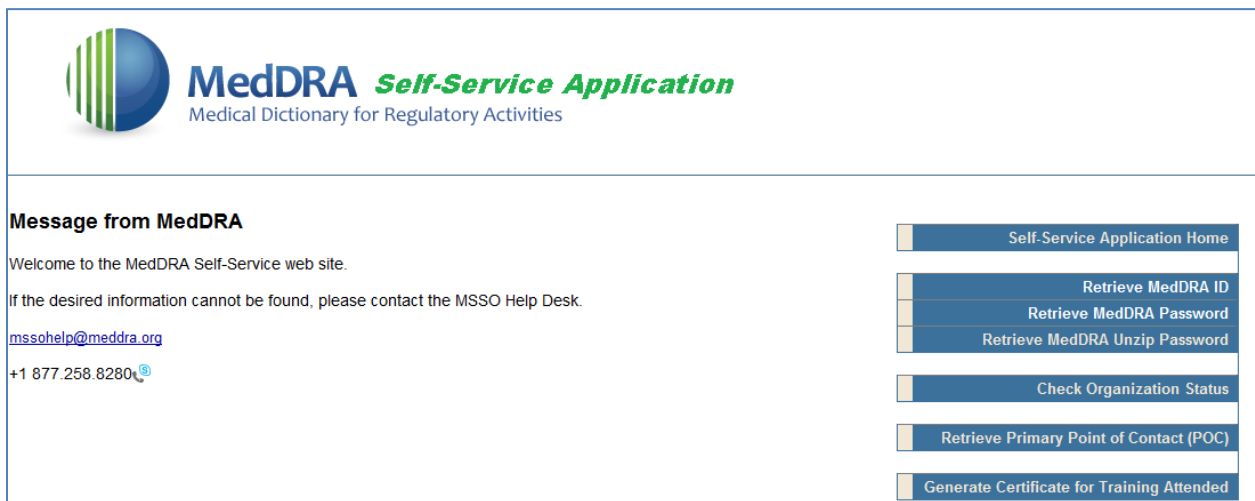 MedDRA Self-Service Application
Medical Dictionary for Regulatory Activities
Message from MedDRA
Welcome to the MedDRA Self-Service web site.
If the desired information cannot be found, please contact the MSSO Help Desk.
mssohelp@meddra.org
+1 877.258.8280
Self-Service Application Home
Retrieve MedDRA ID
Retrieve MedDRA Password
Retrieve MedDRA Unzip Password
Check Organization Status
Retrieve Primary Point of Contact (POC)
Generate Certificate for Training Attended